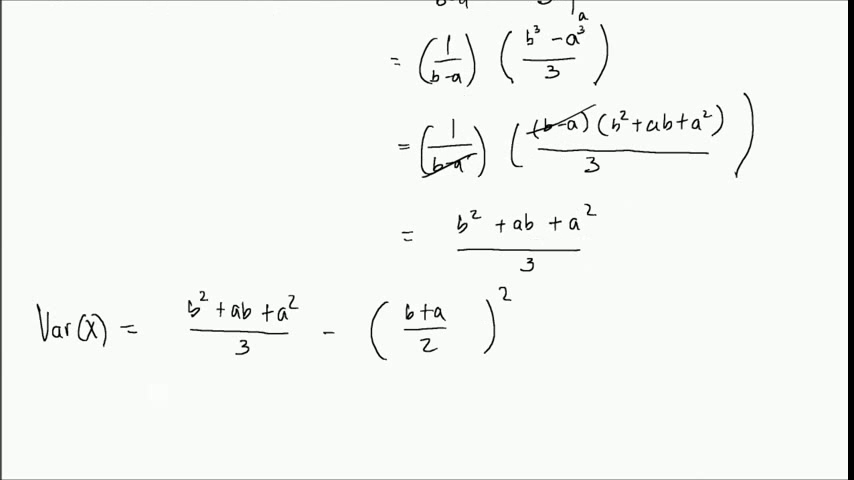 b-a 3 |a
= (1/(b-a)) ((b³ - a³)/3)
= (1/(b-a)) ((b-a)(b² + ab + a²)/3)
= (b² + ab + a²)/3
Var(X) = (b² + ab + a²)/3 - ((b+a)/2)²